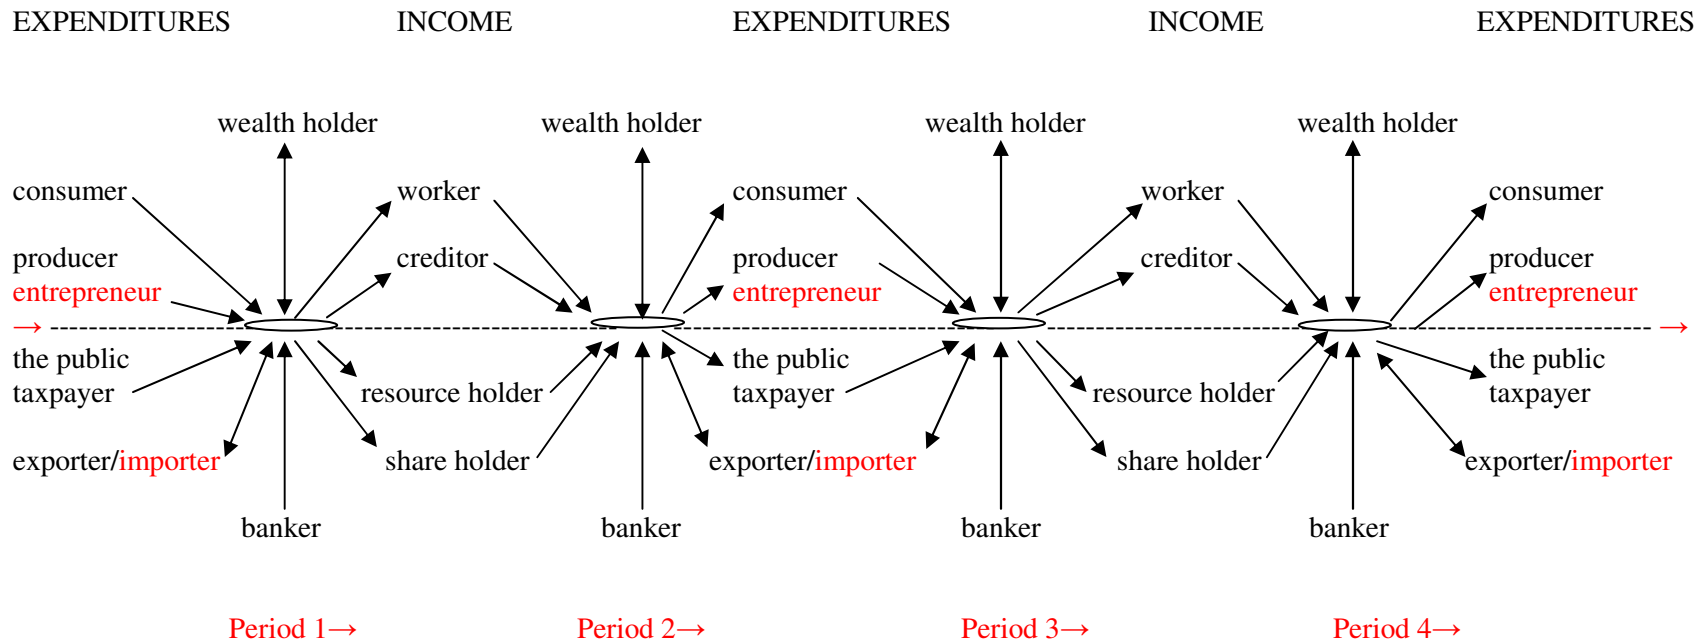 EXPENDITURES INCOME EXPENDITURES INCOME EXPENDITURES
wealth holder wealth holder wealth holder wealth holder
consumer worker consumer worker consumer
producer creditor producer creditor producer
entrepreneur entrepreneur entrepreneur
→ →
the public the public the public
taxpayer resource holder taxpayer resource holder taxpayer
exporter/importer share holder exporter/importer share holder exporter/importer
banker banker banker banker
Period 1→ Period 2→ Period 3→ Period 4→